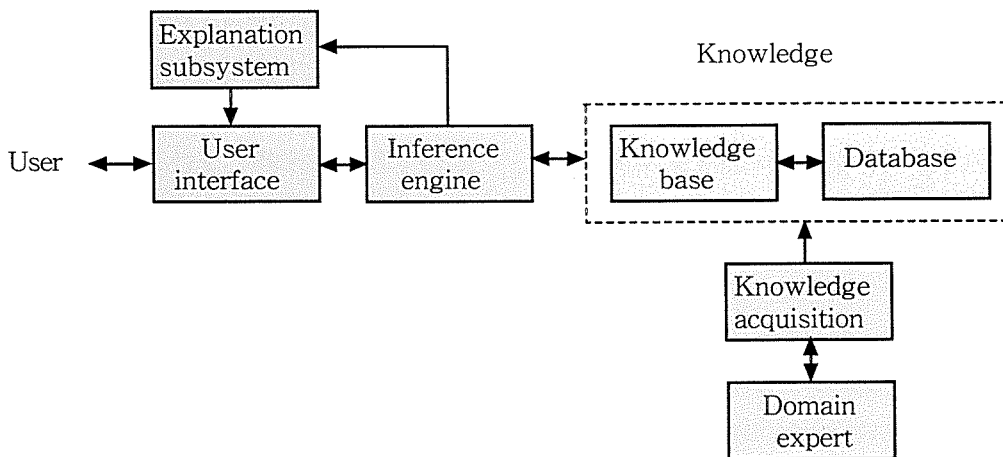 Explanation
subsystem
Knowledge
User
User
interface
Inference
engine
Knowledge
base
Database
Knowledge
acquisition
Domain
expert